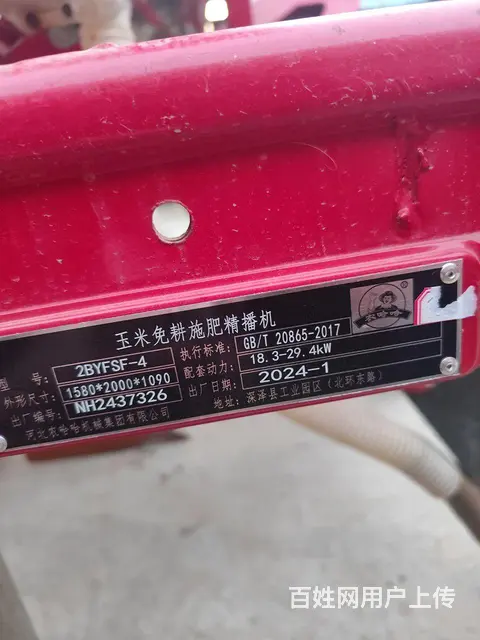 玉米免耕施肥精播机
型 号: 2BYFSF-4 执行标准: GB/T 20865-2017
外形尺寸: 1580*2000*1090 配套动力: 18.3-29.4kW
出厂编号: NH2437326 出厂日期: 2024-1
河北农哈哈机械集团有限公司 地址: 深泽县工业园区(北环东路)
百姓网用户上传